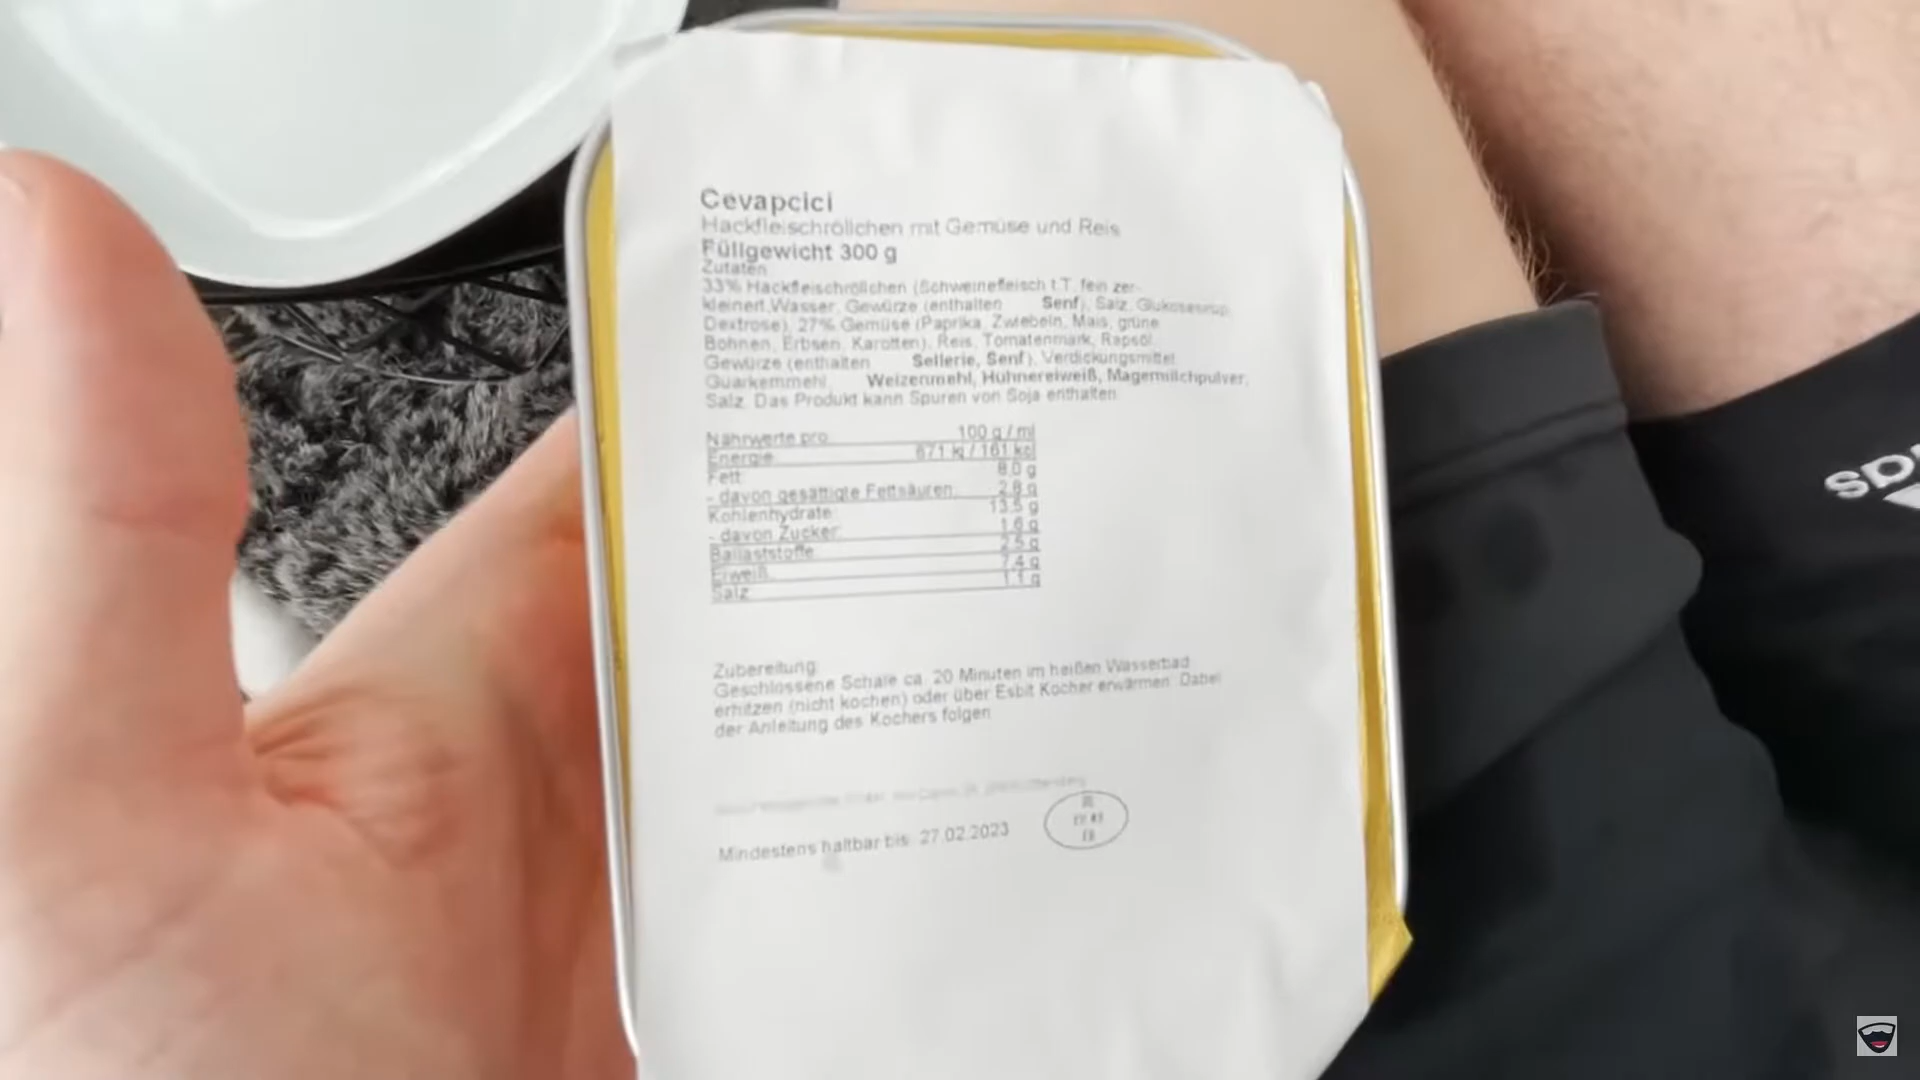 Cevapcici
Hackfleischröllchen mit Gemüse und Reis
Füllgewicht 300 g
Zutaten
33% Hackfleischröllchen (Schweinefleisch t.T. fein zer-
kleinert,Wasser, Gewürze (enthalten Senf), Salz, Glukosesirup,
Dextrose), 27% Gemüse (Paprika, Zwiebeln, Mais, grüne
Bohnen, Erbsen, Karotten), Reis, Tomatenmark, Rapsöl,
Gewürze (enthalten Sellerie, Senf), Verdickungsmittel
Guarkernmehl, Weizenmehl, Hühnereiweiß, Magermilchpulver,
Salz. Das Produkt kann Spuren von Soja enthalten.
Nährwerte pro: 100 g / ml
Energie: 671 kj / 161 kcl
Fett: 8,0 g
- davon gesättigte Fettsäuren: 2,8 g
Kohlenhydrate: 13,5 g
- davon Zucker: 1,6 g
Ballaststoffe: 2,5 g
Eiweiß: 7,4 g
Salz 1,1 g
Zubereitung:
Geschlossene Schale ca. 20 Minuten im heißen Wasserbad
erhitzen (nicht kochen) oder über Esbit Kocher erwärmen. Dabei
der Anleitung des Kochers folgen
Mindestens haltbar bis: 27.02.2023